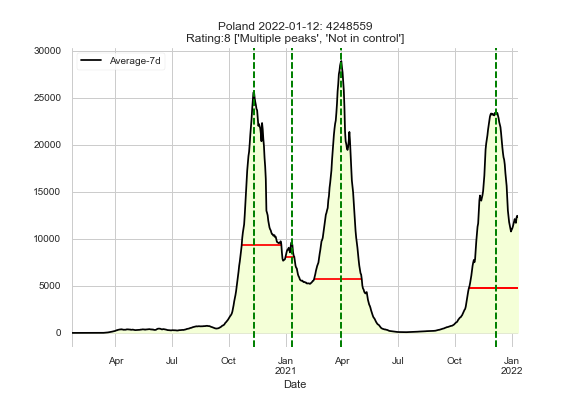 Poland 2022-01-12: 4248559
Rating:8 ['Multiple peaks', 'Not in control']
Average-7d
30000
25000
20000
15000
10000
5000
0
Apr
Jul
Oct
Jan
2021
Apr
Jul
Oct
Jan
2022
Date